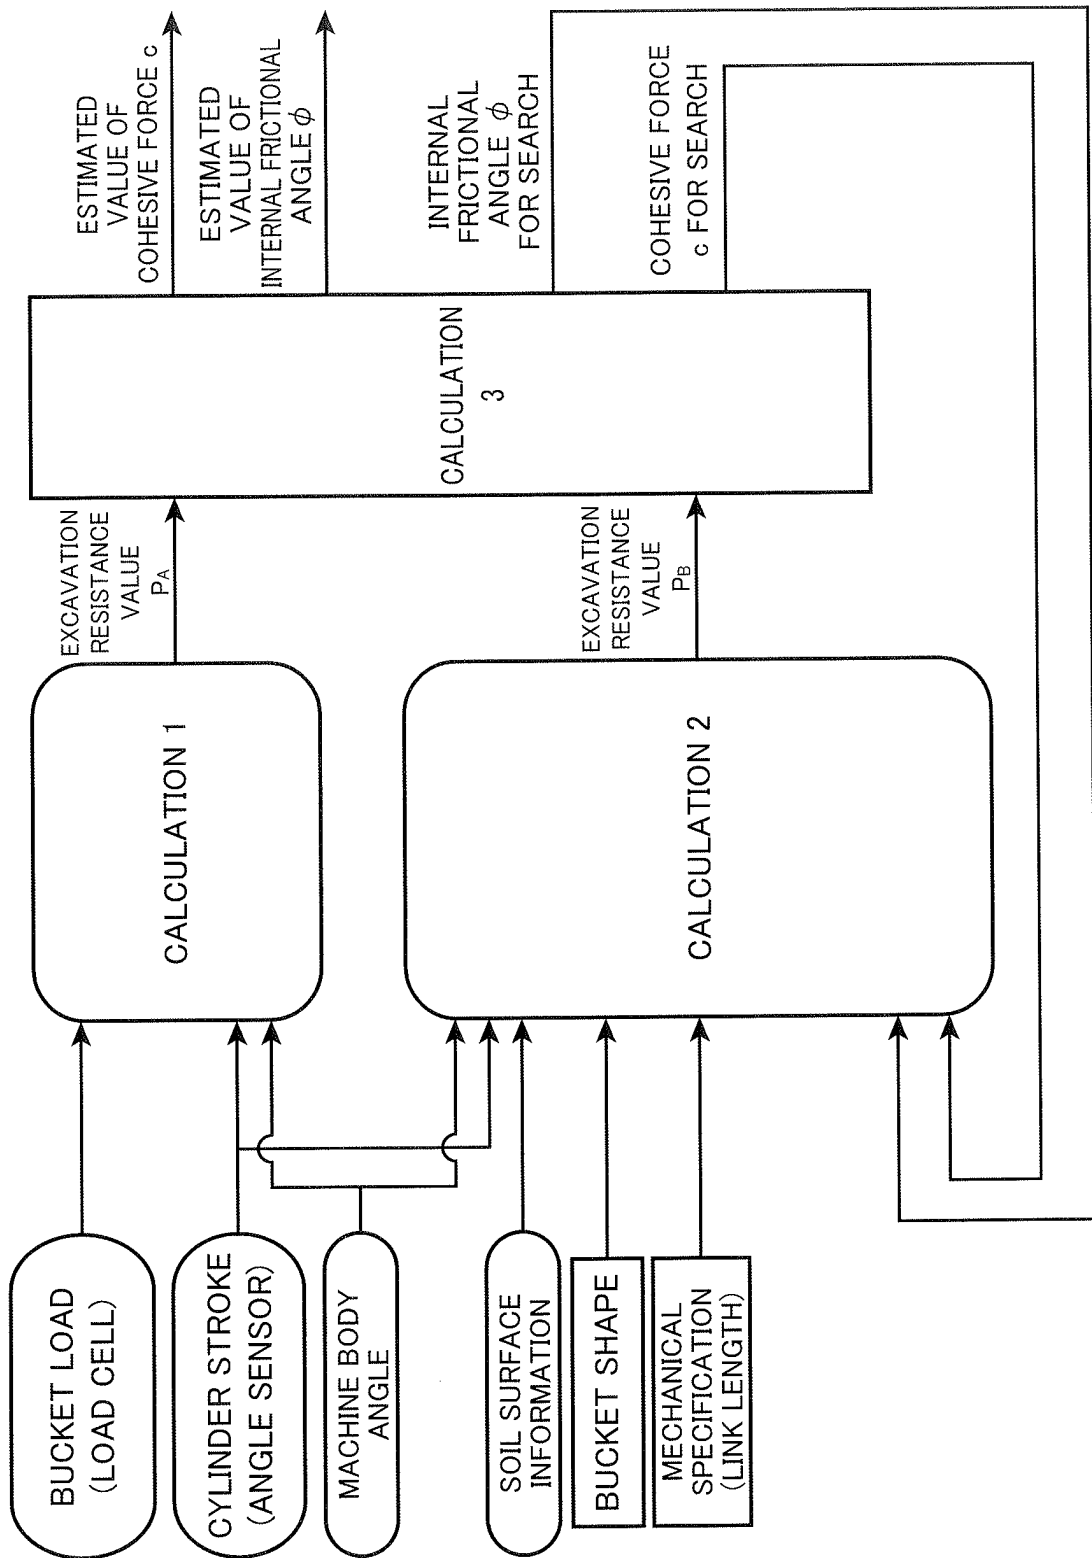 BUCKET LOAD
(LOAD CELL)
CYLINDER STROKE
(ANGLE SENSOR)
MACHINE BODY
ANGLE
SOIL SURFACE
INFORMATION
BUCKET SHAPE
MECHANICAL
SPECIFICATION
(LINK LENGTH)
CALCULATION 1
CALCULATION 2
EXCAVATION
RESISTANCE
VALUE
PA
EXCAVATION
RESISTANCE
VALUE
PB
CALCULATION
3
ESTIMATED
VALUE OF
COHESIVE FORCE c
ESTIMATED
VALUE OF
INTERNAL FRICTIONAL
ANGLE ϕ
INTERNAL
FRICTIONAL
ANGLE ϕ
FOR SEARCH
COHESIVE FORCE
c FOR SEARCH